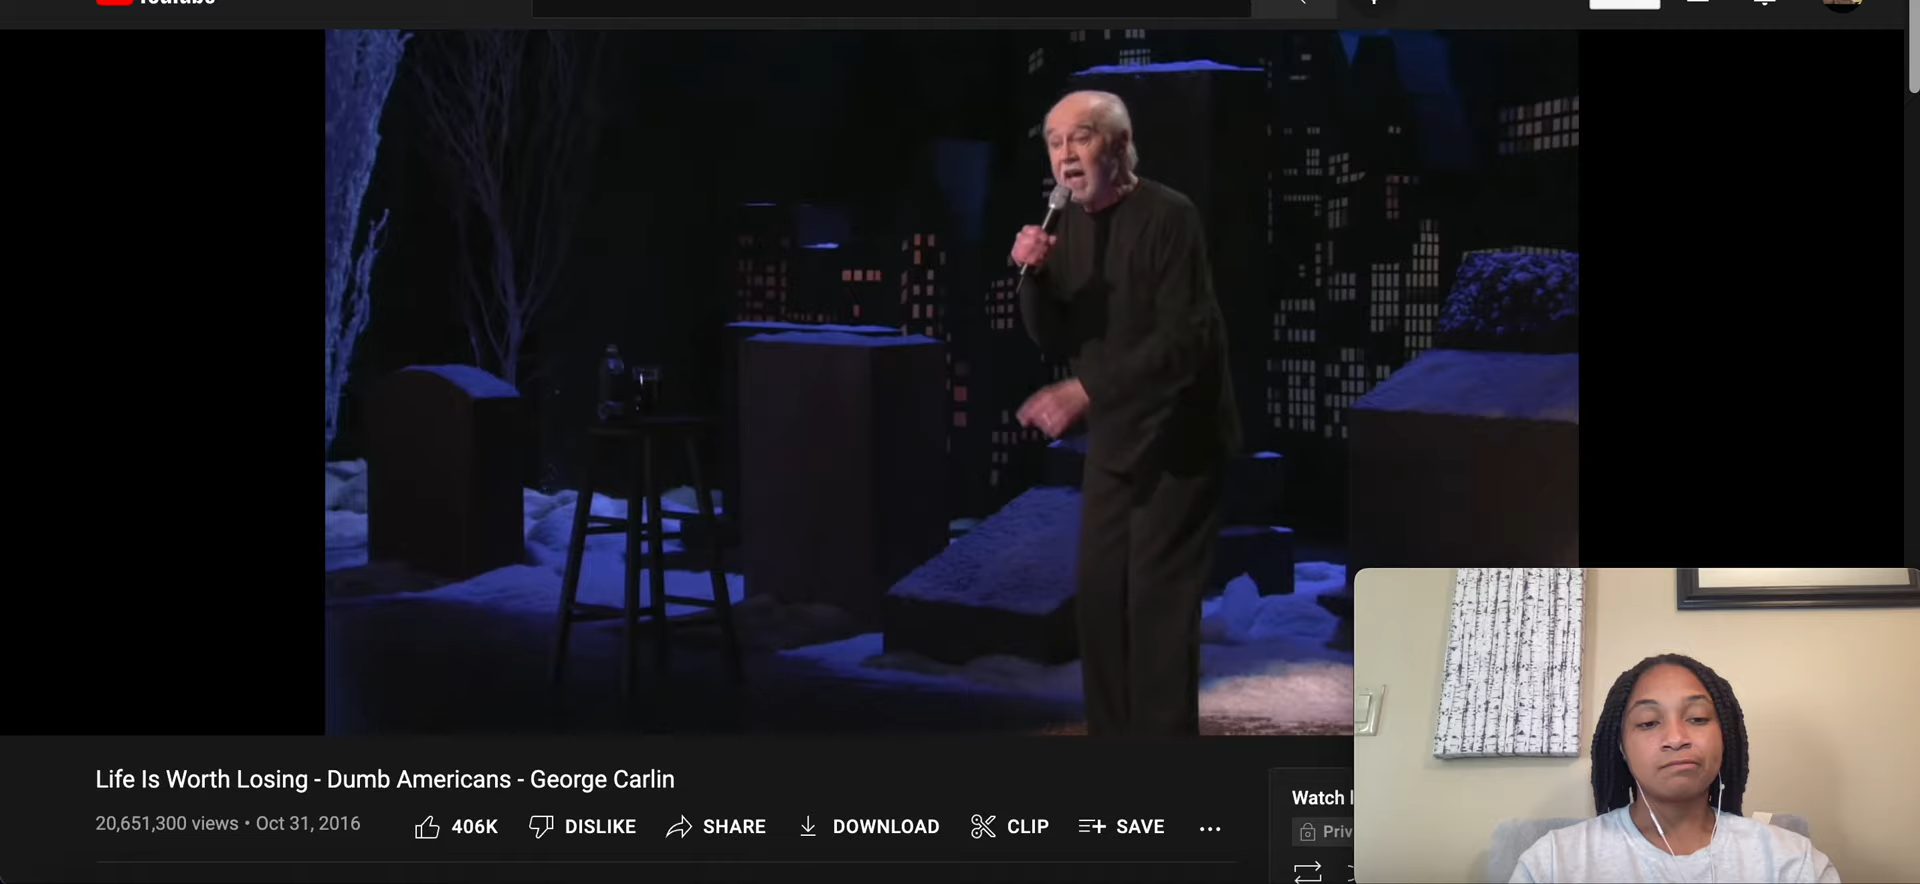 YouTube
Life Is Worth Losing - Dumb Americans - George Carlin
20,651,300 views • Oct 31, 2016
406K
DISLIKE
SHARE
DOWNLOAD
CLIP
SAVE
Watch l
Priv